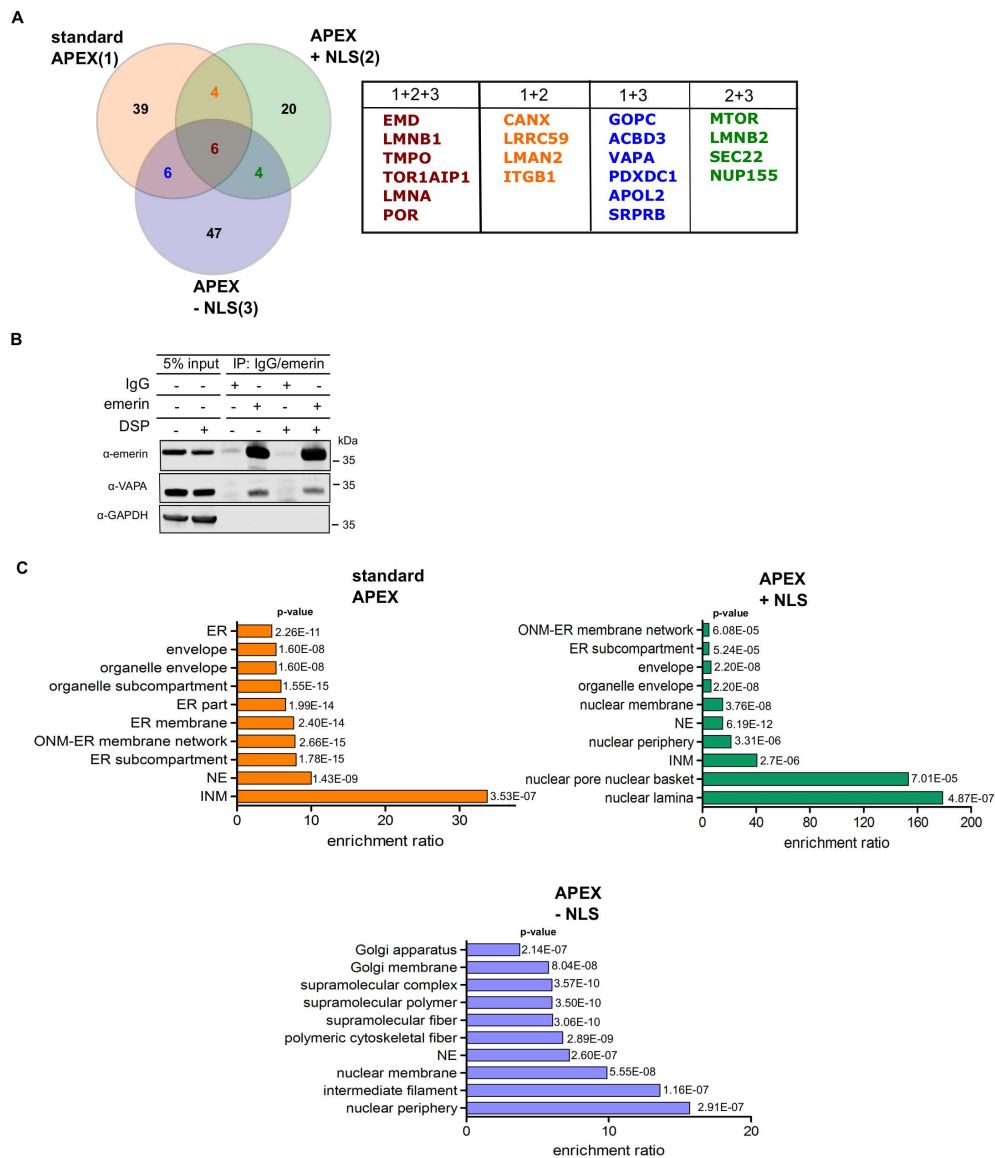 A
standard
APEX(1)
APEX
+ NLS(2)
39
4
20
6
6
4
47
APEX
- NLS(3)
1+2+3 1+2 1+3 2+3
EMD CANX GOPC MTOR
LMNB1 LRRC59 ACBD3 LMNB2
TMPO LMAN2 VAPA SEC22
TOR1AIP1 ITGB1 PDXDC1 NUP155
LMNA APOL2
POR SRPRB
B
5% input IP: IgG/emerin
IgG - - + - + -
emerin - - - + - +
DSP - + - - + +
kDa
α-emerin - 35
α-VAPA - 35
α-GAPDH - 35
C
standard
APEX
p-value
ER 2.26E-11
envelope 1.60E-08
organelle envelope 1.60E-08
organelle subcompartment 1.55E-15
ER part 1.99E-14
ER membrane 2.40E-14
ONM-ER membrane network 2.66E-15
ER subcompartment 1.78E-15
NE 1.43E-09
INM 3.53E-07
0 10 20 30
enrichment ratio
APEX
+ NLS
p-value
ONM-ER membrane network 6.08E-05
ER subcompartment 5.24E-05
envelope 2.20E-08
organelle envelope 2.20E-08
nuclear membrane 3.76E-08
NE 6.19E-12
nuclear periphery 3.31E-06
INM 2.7E-06
nuclear pore nuclear basket 7.01E-05
nuclear lamina 4.87E-07
0 40 80 120 160 200
enrichment ratio
APEX
- NLS
p-value
Golgi apparatus 2.14E-07
Golgi membrane 8.04E-08
supramolecular complex 3.57E-10
supramolecular polymer 3.50E-10
supramolecular fiber 3.06E-10
polymeric cytoskeletal fiber 2.89E-09
NE 2.60E-07
nuclear membrane 5.55E-08
intermediate filament 1.16E-07
nuclear periphery 2.91E-07
0 10 20
enrichment ratio